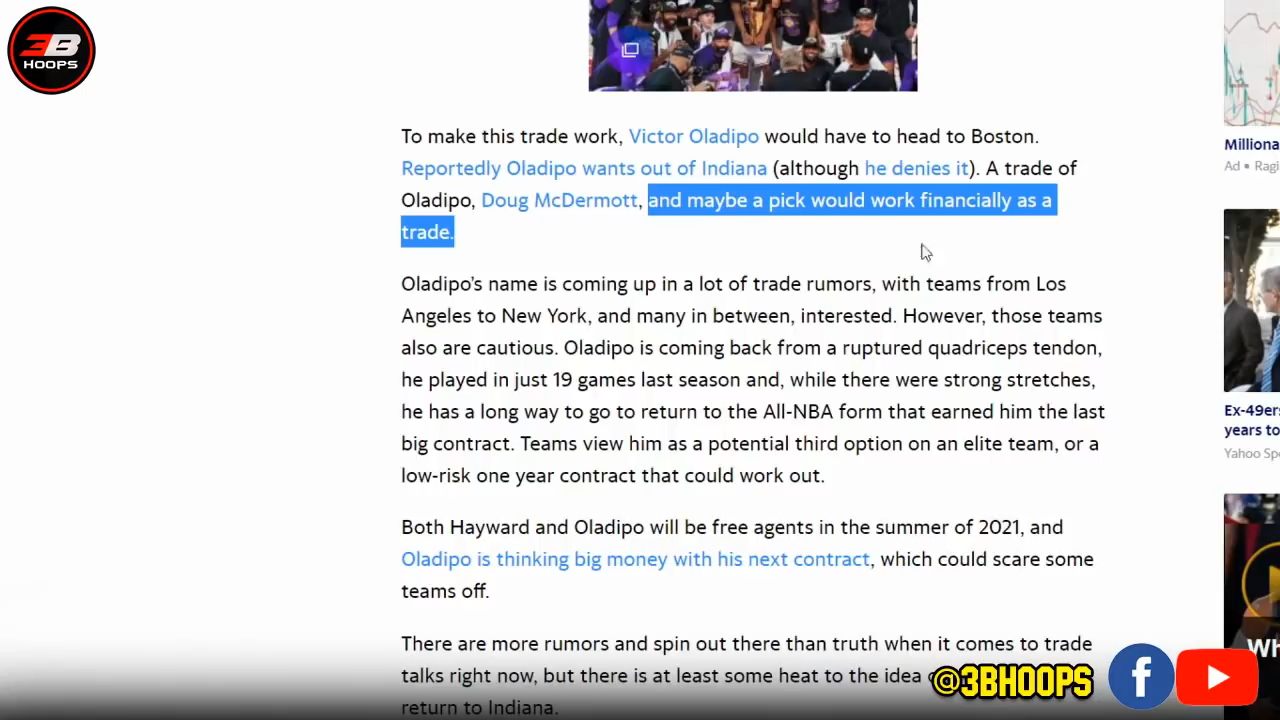 3B
HOOPS
To make this trade work, Victor Oladipo would have to head to Boston.
Reportedly Oladipo wants out of Indiana (although he denies it). A trade of
Oladipo, Doug McDermott, and maybe a pick would work financially as a
trade.
Oladipo's name is coming up in a lot of trade rumors, with teams from Los
Angeles to New York, and many in between, interested. However, those teams
also are cautious. Oladipo is coming back from a ruptured quadriceps tendon,
he played in just 19 games last season and, while there were strong stretches,
he has a long way to go to return to the All-NBA form that earned him the last
big contract. Teams view him as a potential third option on an elite team, or a
low-risk one year contract that could work out.
Both Hayward and Oladipo will be free agents in the summer of 2021, and
Oladipo is thinking big money with his next contract, which could scare some
teams off.
There are more rumors and spin out there than truth when it comes to trade
talks right now, but there is at least some heat to the idea
return to Indiana.
Milliona
Ad • Ragi
Ex-49er
years to
Yahoo Sp
Wh
@3BHOOPS